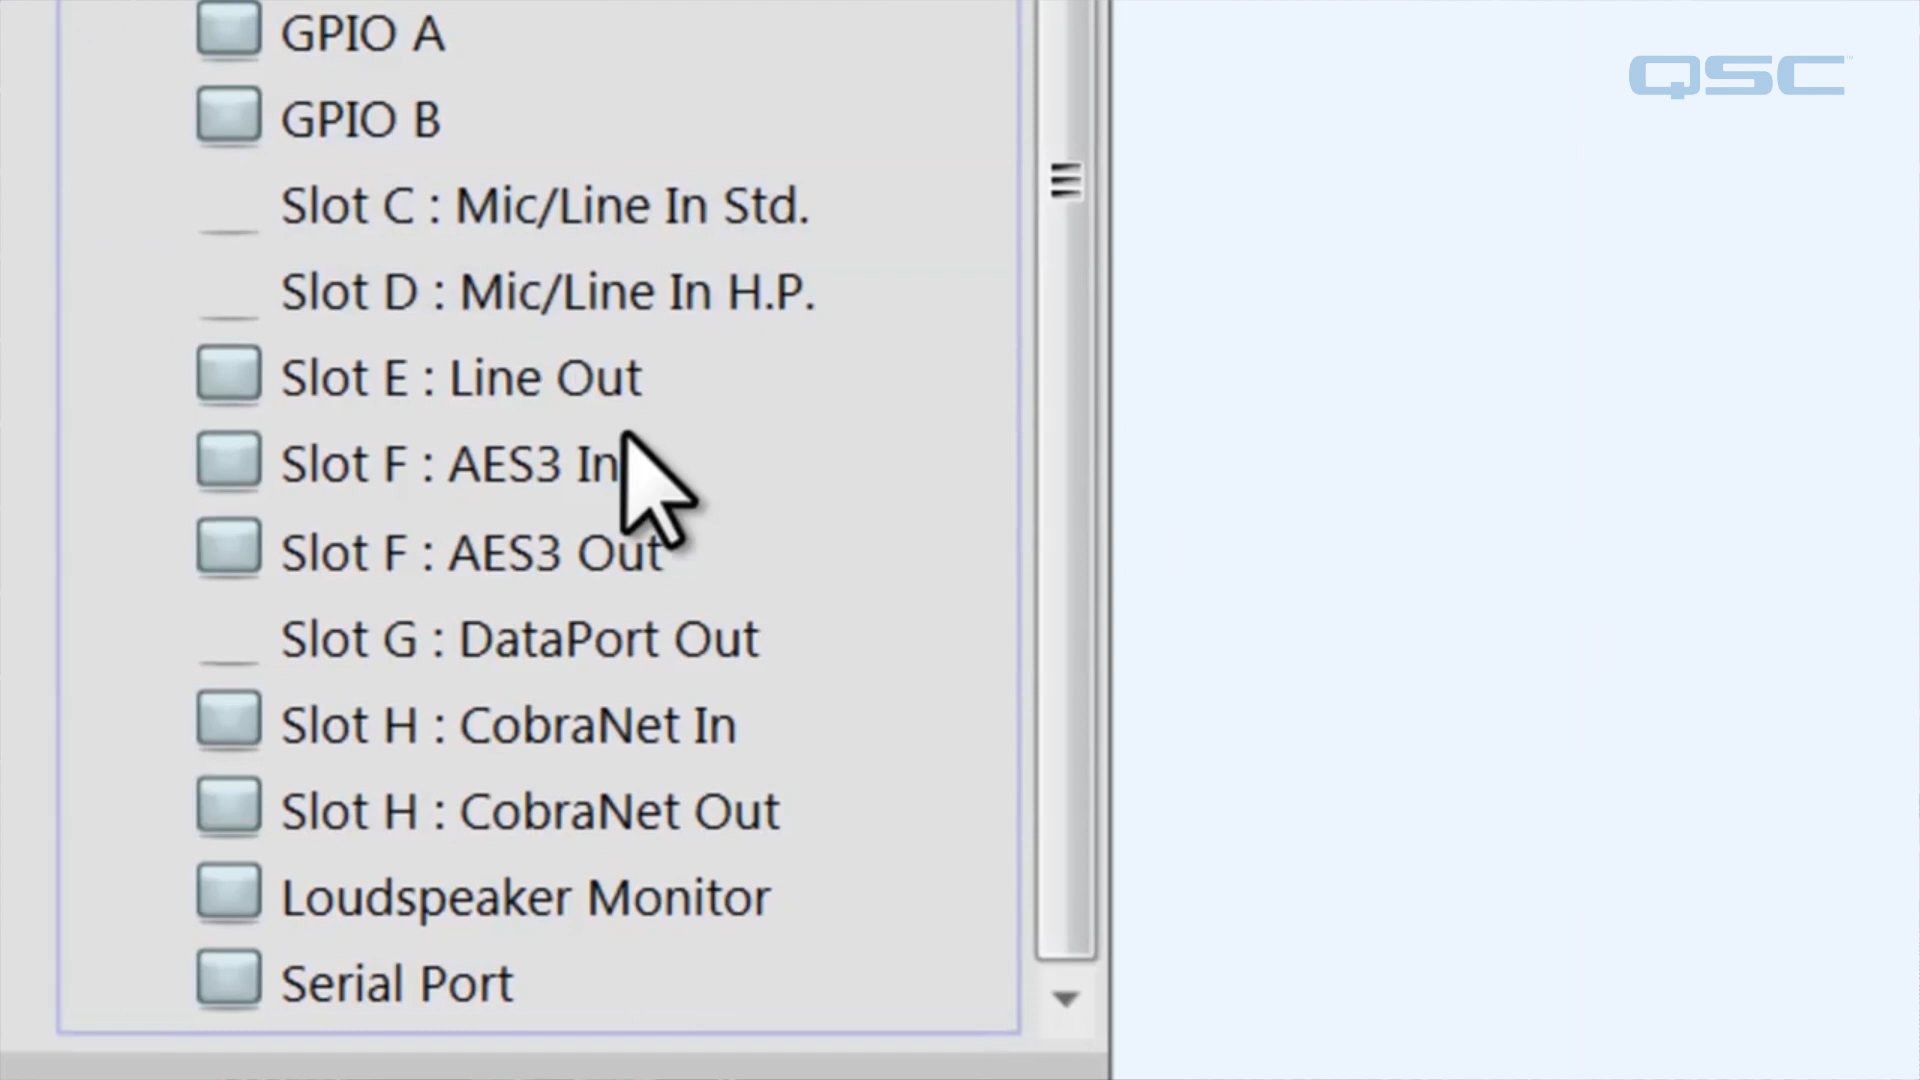 GPIO A
QSC™
GPIO B
Slot C : Mic/Line In Std.
Slot D : Mic/Line In H.P.
Slot E : Line Out
Slot F : AES3 In
Slot F : AES3 Out
Slot G : DataPort Out
Slot H : CobraNet In
Slot H : CobraNet Out
Loudspeaker Monitor
Serial Port